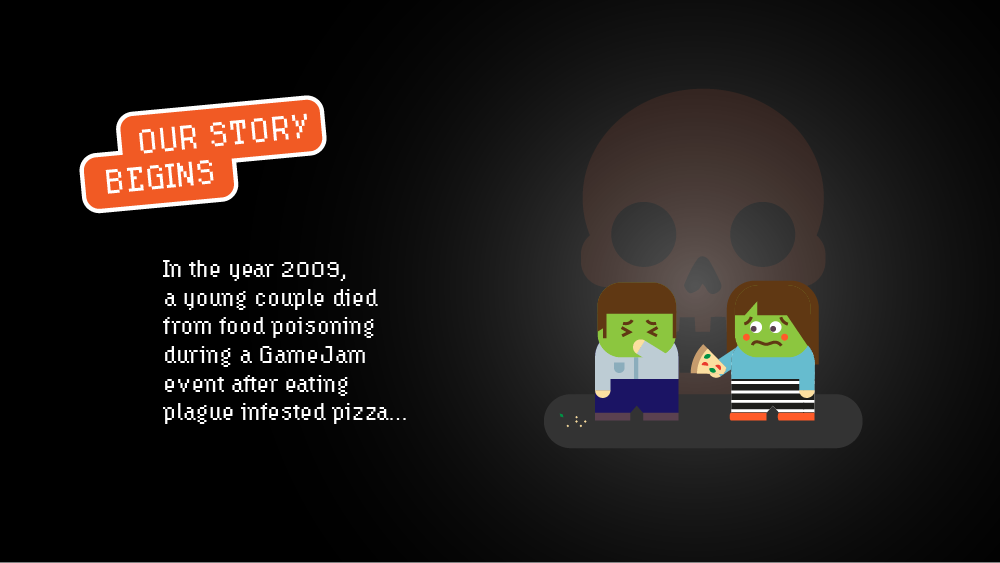 OUR STORY
BEGINS
In the year 2009,
a young couple died
from food poisoning
during a GameJam
event after eating
plague infested pizza...